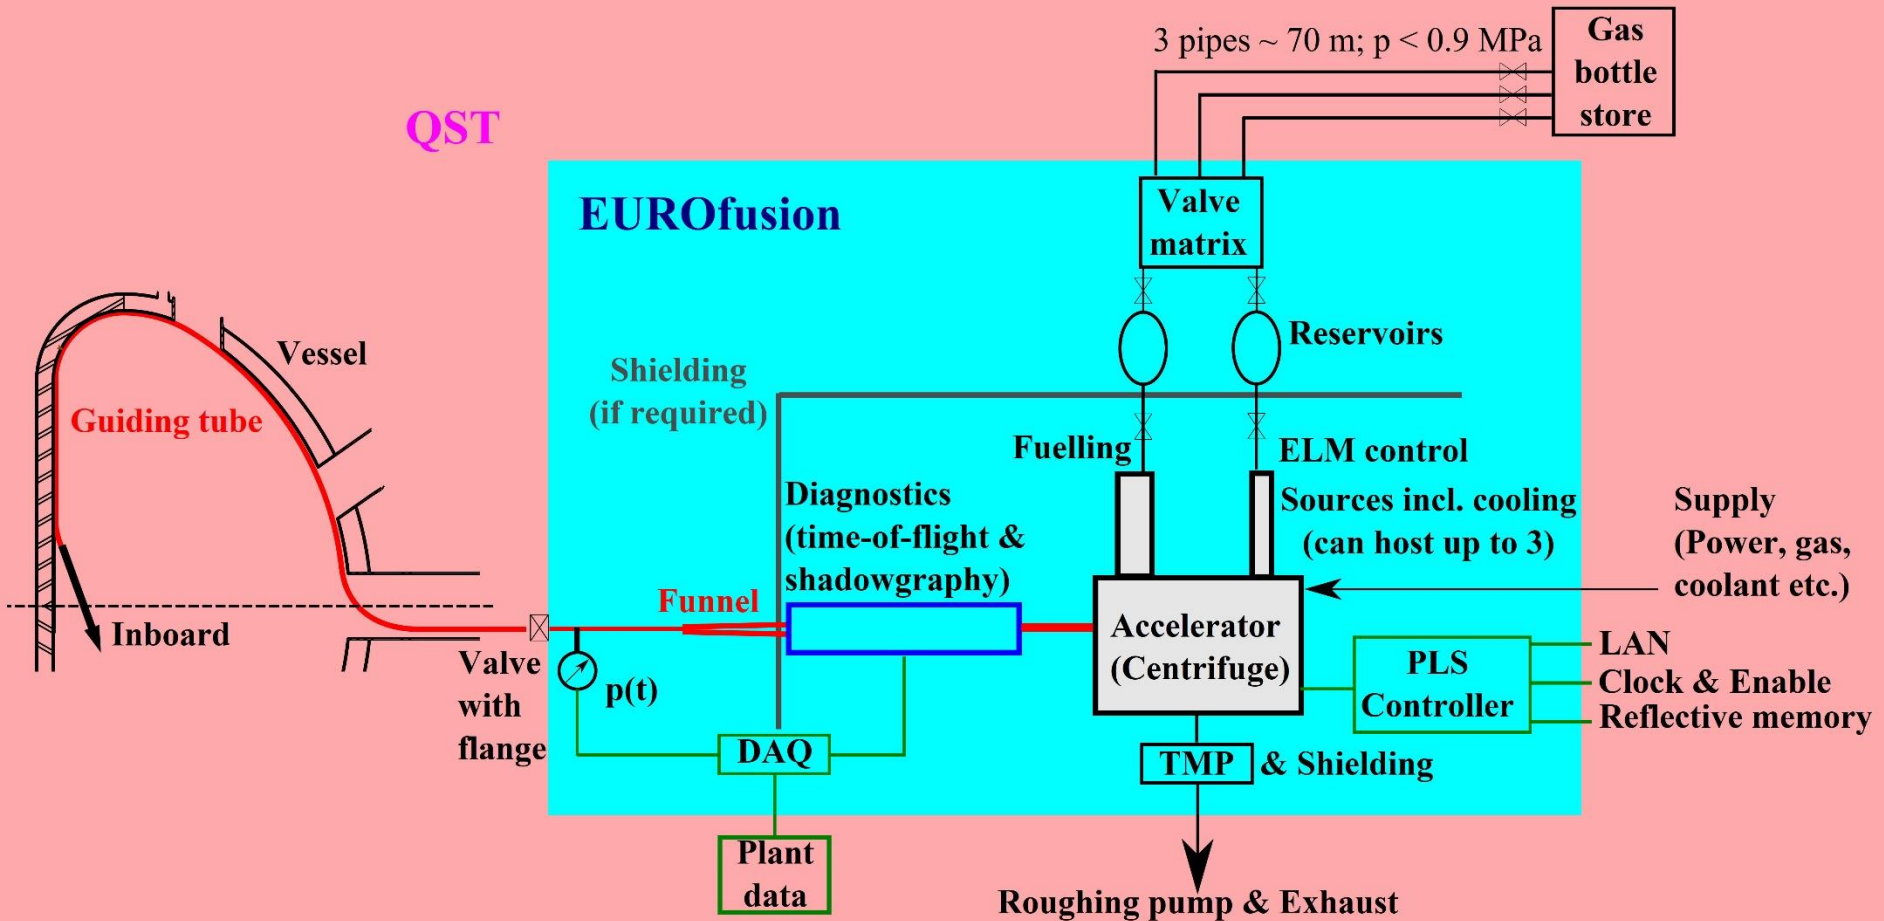 3 pipes ~ 70 m; p < 0.9 MPa
Gas
bottle
store
QST
EUROfusion
Valve
matrix
Reservoirs
Vessel
Shielding
(if required)
Guiding tube
Fuelling
ELM control
Sources incl. cooling
(can host up to 3)
Supply
(Power, gas,
coolant etc.)
Diagnostics
(time-of-flight &
shadowgraphy)
Funnel
Inboard
Accelerator
(Centrifuge)
PLS
Controller
LAN
Clock & Enable
Reflective memory
Valve
with
flange
p(t)
DAQ
TMP & Shielding
Plant
data
Roughing pump & Exhaust